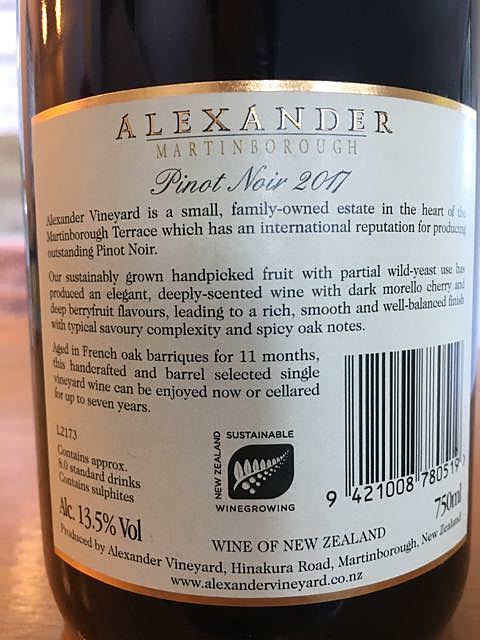 ALEXANDER
MARTINBOROUGH
Pinot Noir 2017
Alexander Vineyard is a small, family-owned estate in the heart of the
Martinborough Terrace which has an international reputation for producing
outstanding Pinot Noir.
Our sustainably grown handpicked fruit with partial wild-yeast use has
produced an elegant, deeply-scented wine with dark morello cherry and
deep berryfruit flavours, leading to a rich, smooth and well-balanced finish
with typical savoury complexity and spicy oak notes.
Aged in French oak barriques for 11 months,
this handcrafted and barrel selected single
vineyard wine can be enjoyed now or cellared
for up to seven years.
L2173
Contains approx.
8.0 standard drinks
Contains sulphites
Alc. 13.5% Vol
NEW ZEALAND
SUSTAINABLE
WINEGROWING
9 421008 780519 >
750ml
WINE OF NEW ZEALAND
Produced by Alexander Vineyard, Hinakura Road, Martinborough, New Zealand
www.alexandervineyard.co.nz